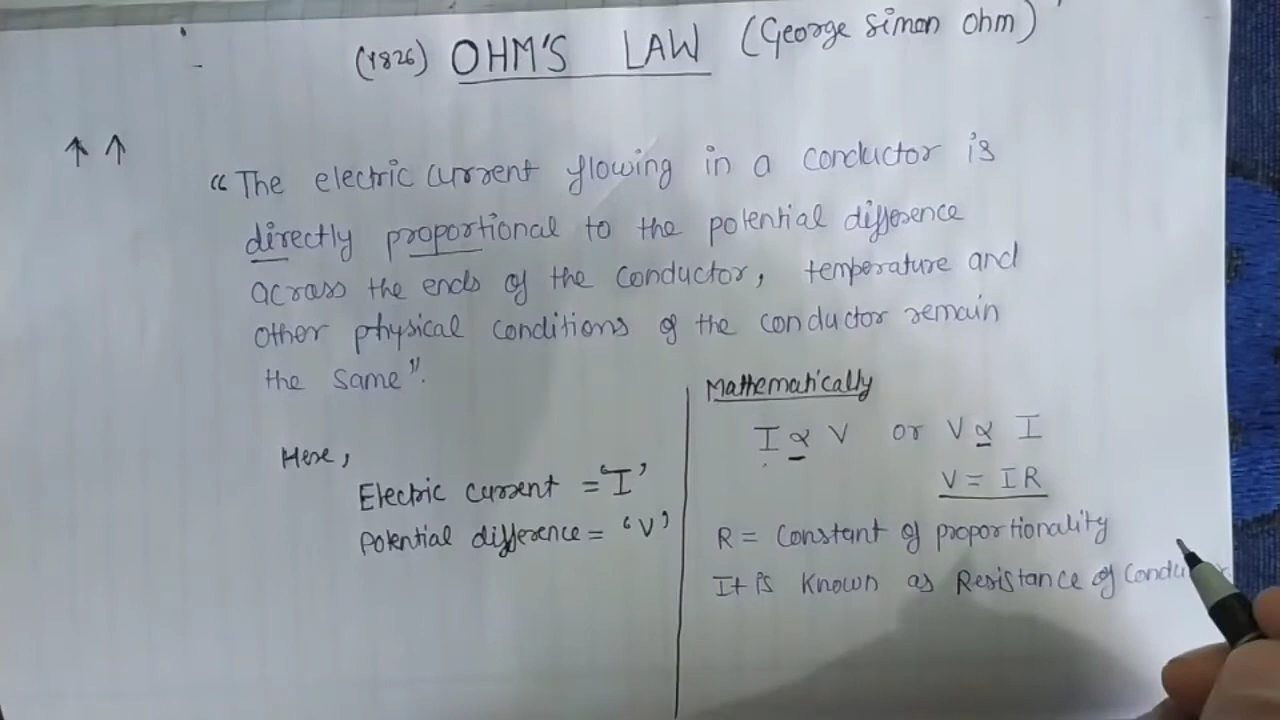 (1826) OHM'S LAW (George Simon Ohm)
↑ ↑
"The electric current flowing in a conductor is
directly proportional to the potential difference
across the ends of the conductor, temperature and
other physical conditions of the conductor remain
the same".
Here,
Electric current = 'I'
Potential difference = 'V'
Mathematically
I ∝ V or V ∝ I
V = IR
R = Constant of proportionality
It is known as Resistance of